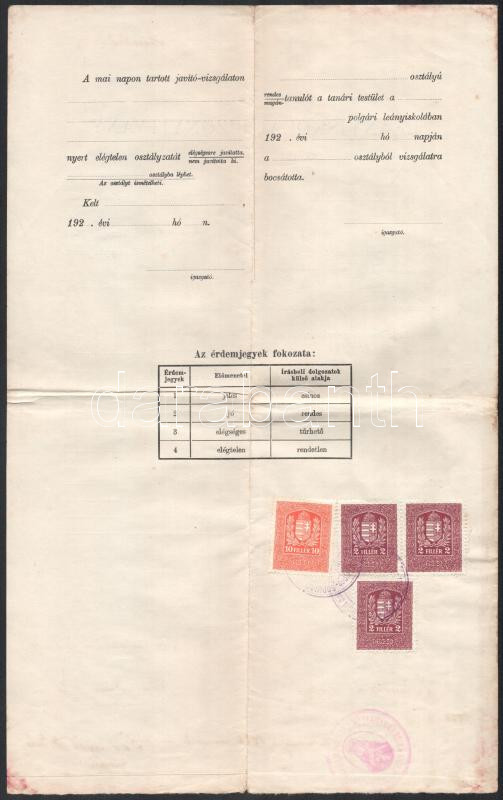 A mai napon tartott javító-vizsgálaton
nyert elégtelen osztályzatát elégségesre javította.
nem javította ki.
osztályba léphet.
Az osztályt ismételheti.
Kelt
192 . évi hó n.
igazgató.
osztályú
rendes
magán-tanulót a tanári testület a
polgári leányiskolában
192 . évi hó napján
a osztályból vizsgálatra
bocsátotta.
igazgató.
Az érdemjegyek fokozata:
Érdem-jegyek Előmenetel Írásbeli dolgozatok külső alakja
1 jeles csinos
2 jó rendes
3 elégséges türhető
4 elégtelen rendetlen
darabanth
10 FILLÉR 10
2 FILLÉR 2
2 FILLÉR 2
2 FILLÉR 2